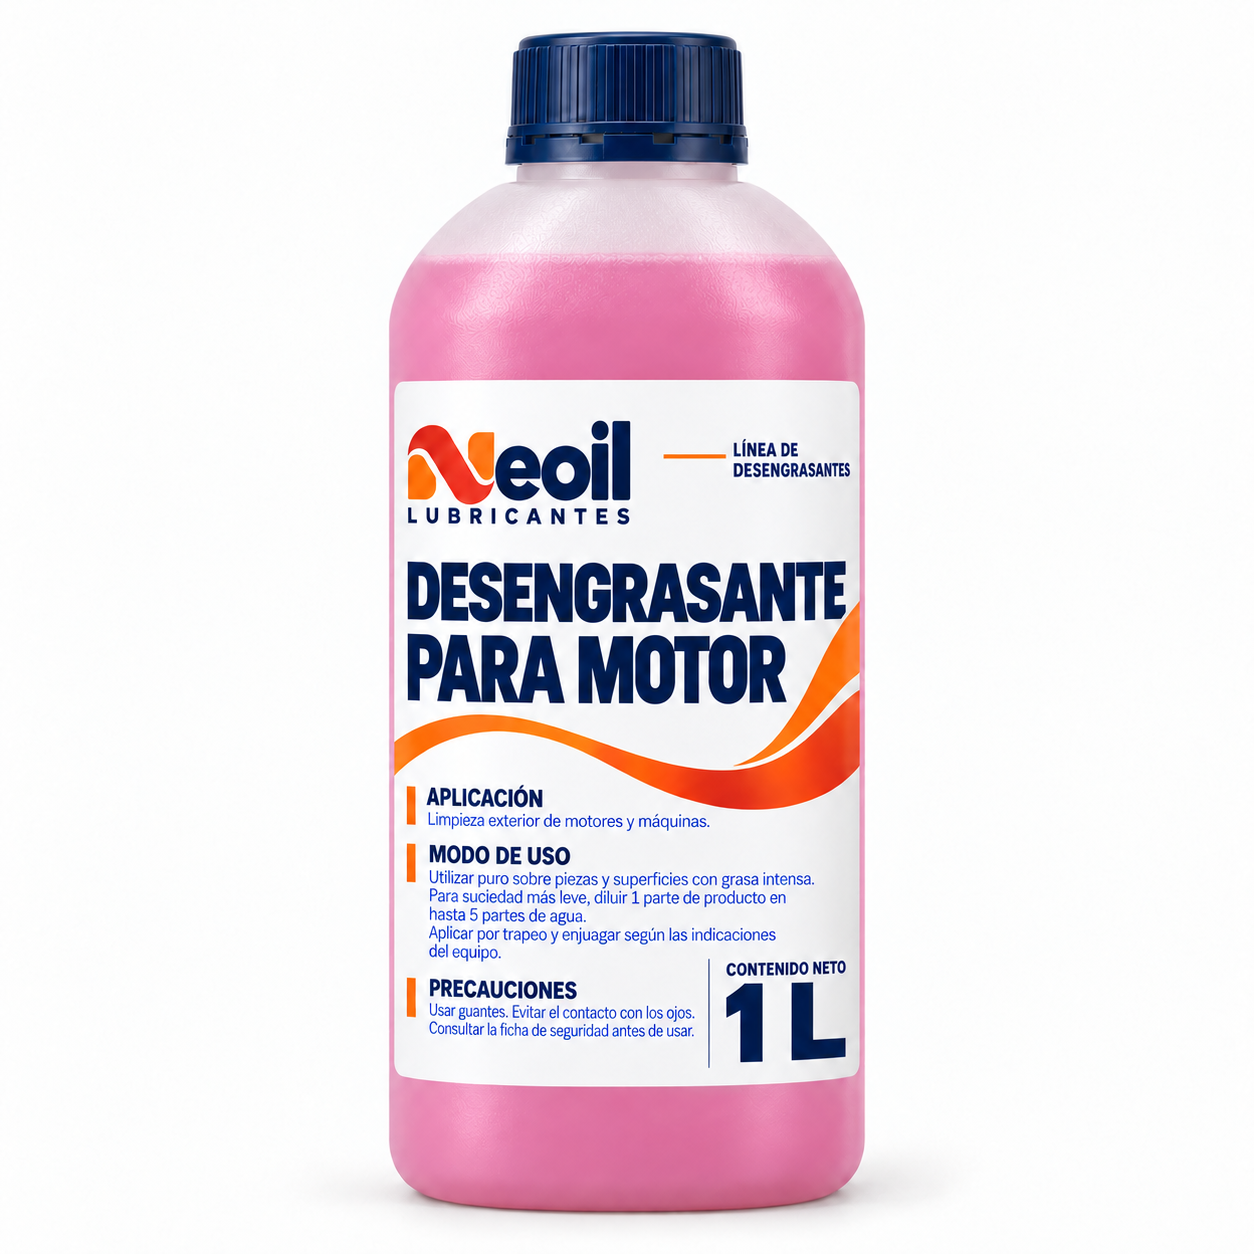 Neoil
LUBRICANTES
LÍNEA DE
DESENGRASANTES
DESENGRASANTE
PARA MOTOR
APLICACIÓN
Limpieza exterior de motores y máquinas.
MODO DE USO
Utilizar puro sobre piezas y superficies con grasa intensa.
Para suciedad más leve, diluir 1 parte de producto en
hasta 5 partes de agua.
Aplicar por trapeo y enjuagar según las indicaciones
del equipo.
PRECAUCIONES
Usar guantes. Evitar el contacto con los ojos.
Consultar la ficha de seguridad antes de usar.
CONTENIDO NETO
1 L